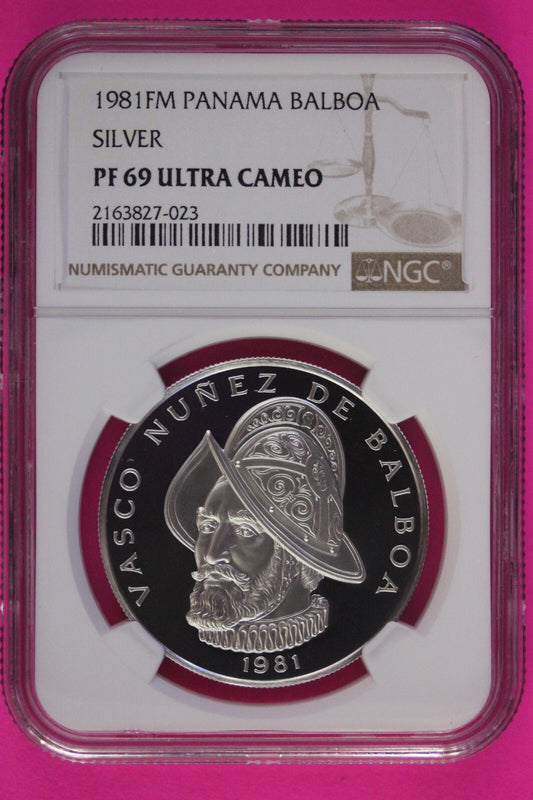 1981FM PANAMA BALBOA
SILVER
PF 69 ULTRA CAMEO
2163827-023
NUMISMATIC GUARANTY COMPANY NGC®
VASCO NUÑEZ DE BALBOA
1981